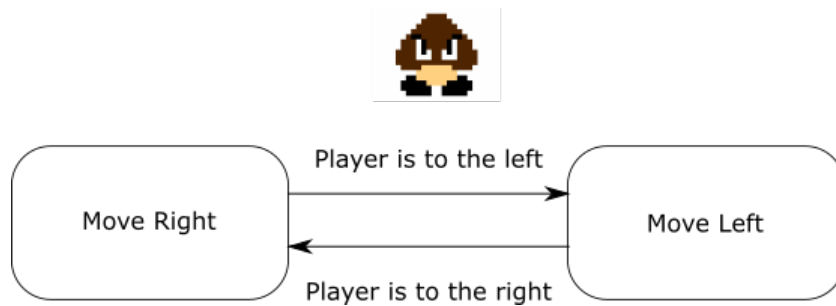 Player is to the left
Move Right
Move Left
Player is to the right